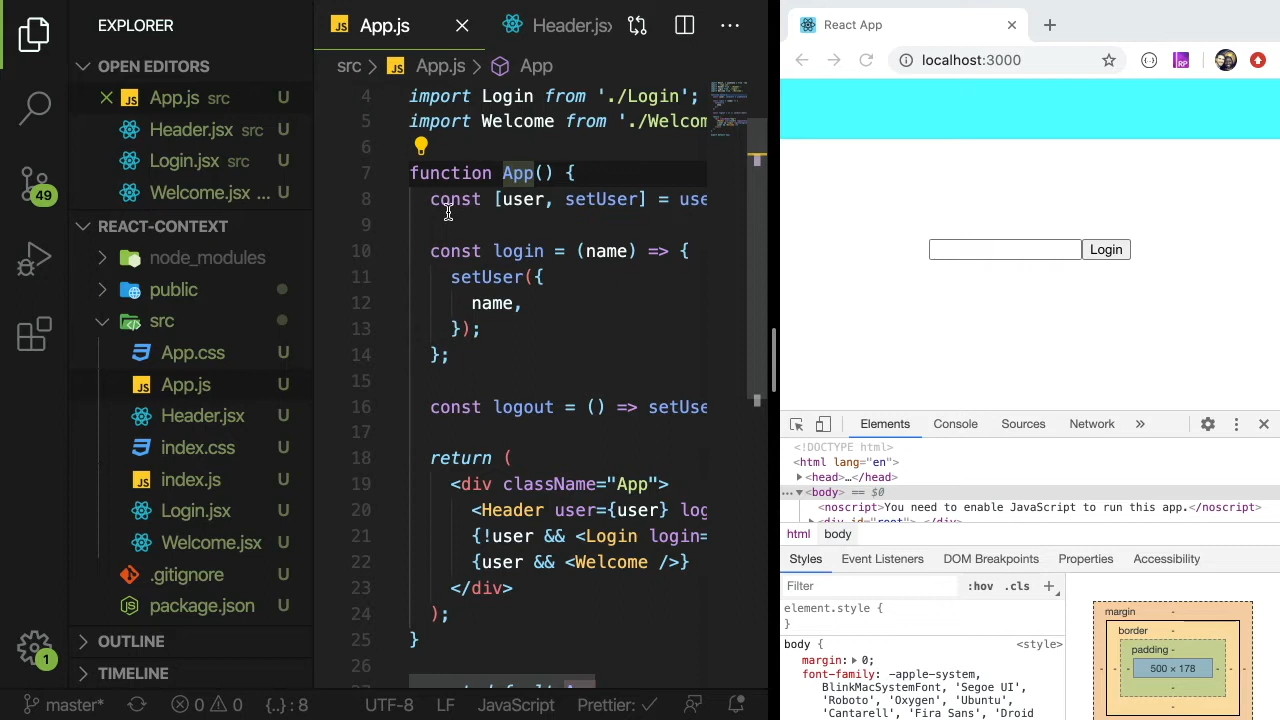 EXPLORER
OPEN EDITORS
App.js src U
Header.jsx src U
Login.jsx src U
Welcome.jsx ... U
REACT-CONTEXT
node_modules
public
src
App.css U
App.js U
Header.jsx U
index.css U
index.js U
Login.jsx U
Welcome.jsx U
.gitignore U
package.json U
OUTLINE
TIMELINE
49
1
App.js
Header.jsx
src > App.js > App
4 import Login from './Login';
5 import Welcome from './Welcom
6
7 function App() {
8 const [user, setUser] = use
9
10 const login = (name) => {
11 setUser({
12 name,
13 });
14 };
15
16 const logout = () => setUse
17
18 return (
19 <div className="App">
20 <Header user={user} log
21 {!user && <Login login=
22 {user && <Welcome />}
23 </div>
24 );
25 }
26
master* 0 0 {..}: 8 UTF-8 LF JavaScript Prettier: ✓
React App
localhost:3000
RP
Login
Elements Console Sources Network »
<!DOCTYPE html>
<html lang="en">
<head>…</head>
<body> == $0
<noscript>You need to enable JavaScript to run this app.</noscript>
html body
Styles Event Listeners DOM Breakpoints Properties Accessibility
Filter :hov .cls
element.style {
}
body { <style>
margin: 0;
font-family: -apple-system,
BlinkMacSystemFont, 'Segoe UI',
'Roboto', 'Oxygen', 'Ubuntu',
'Cantarell', 'Fira Sans', 'Droid
margin -
border -
padding -
500 × 178